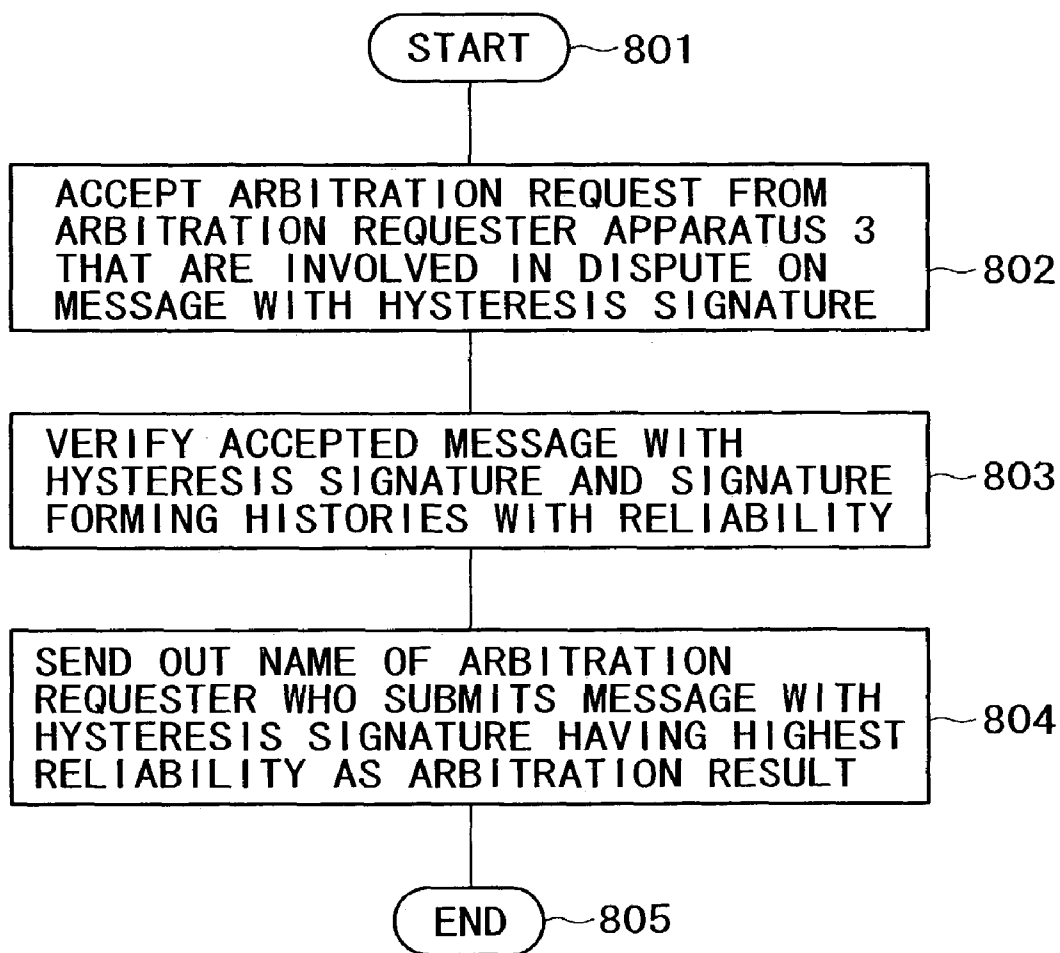 START
801
ACCEPT ARBITRATION REQUEST FROM
ARBITRATION REQUESTER APPARATUS 3
THAT ARE INVOLVED IN DISPUTE ON
MESSAGE WITH HYSTERESIS SIGNATURE
802
VERIFY ACCEPTED MESSAGE WITH
HYSTERESIS SIGNATURE AND SIGNATURE
FORMING HISTORIES WITH RELIABILITY
803
SEND OUT NAME OF ARBITRATION
REQUESTER WHO SUBMITS MESSAGE WITH
HYSTERESIS SIGNATURE HAVING HIGHEST
RELIABILITY AS ARBITRATION RESULT
804
END
805